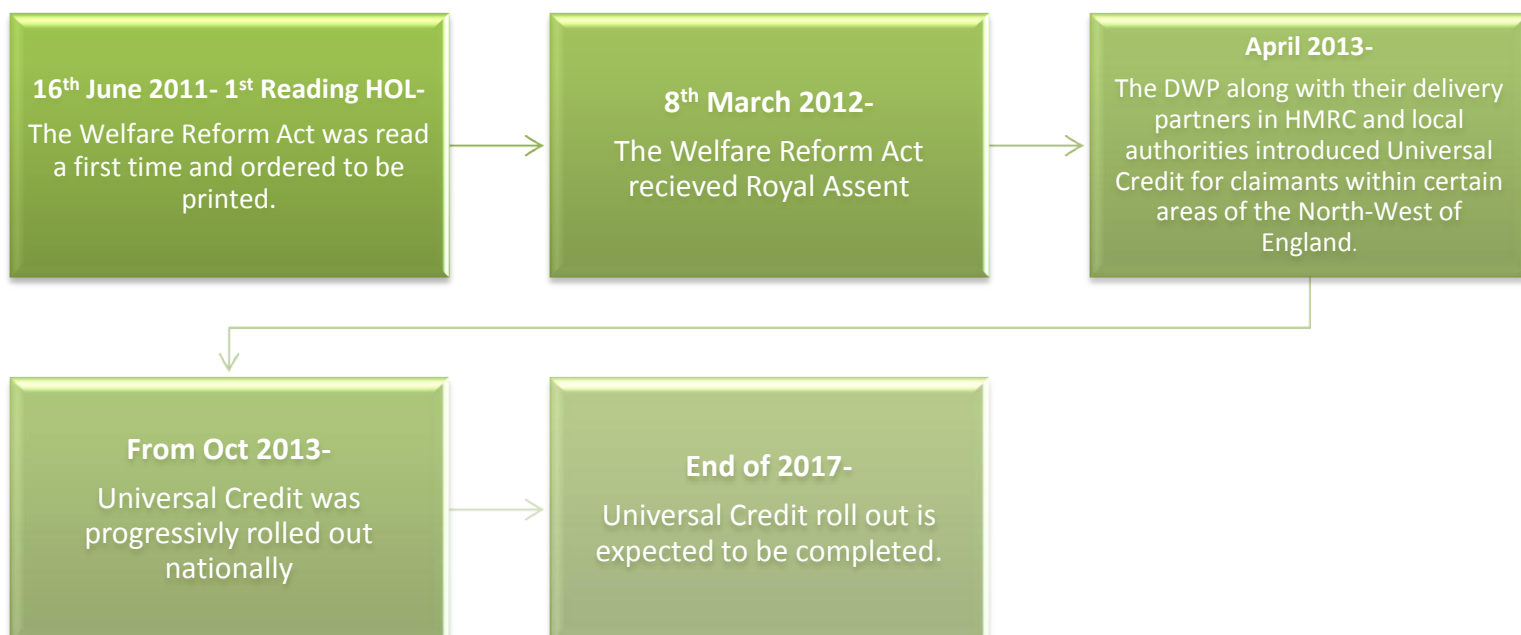 16th June 2011- 1st Reading HOL-
The Welfare Reform Act was read
a first time and ordered to be
printed.
8th March 2012-
The Welfare Reform Act
recieved Royal Assent
April 2013-
The DWP along with their delivery
partners in HMRC and local
authorities introduced Universal
Credit for claimants within certain
areas of the North-West of
England.
From Oct 2013-
Universal Credit was
progressivly rolled out
nationally
End of 2017-
Universal Credit roll out is
expected to be completed.